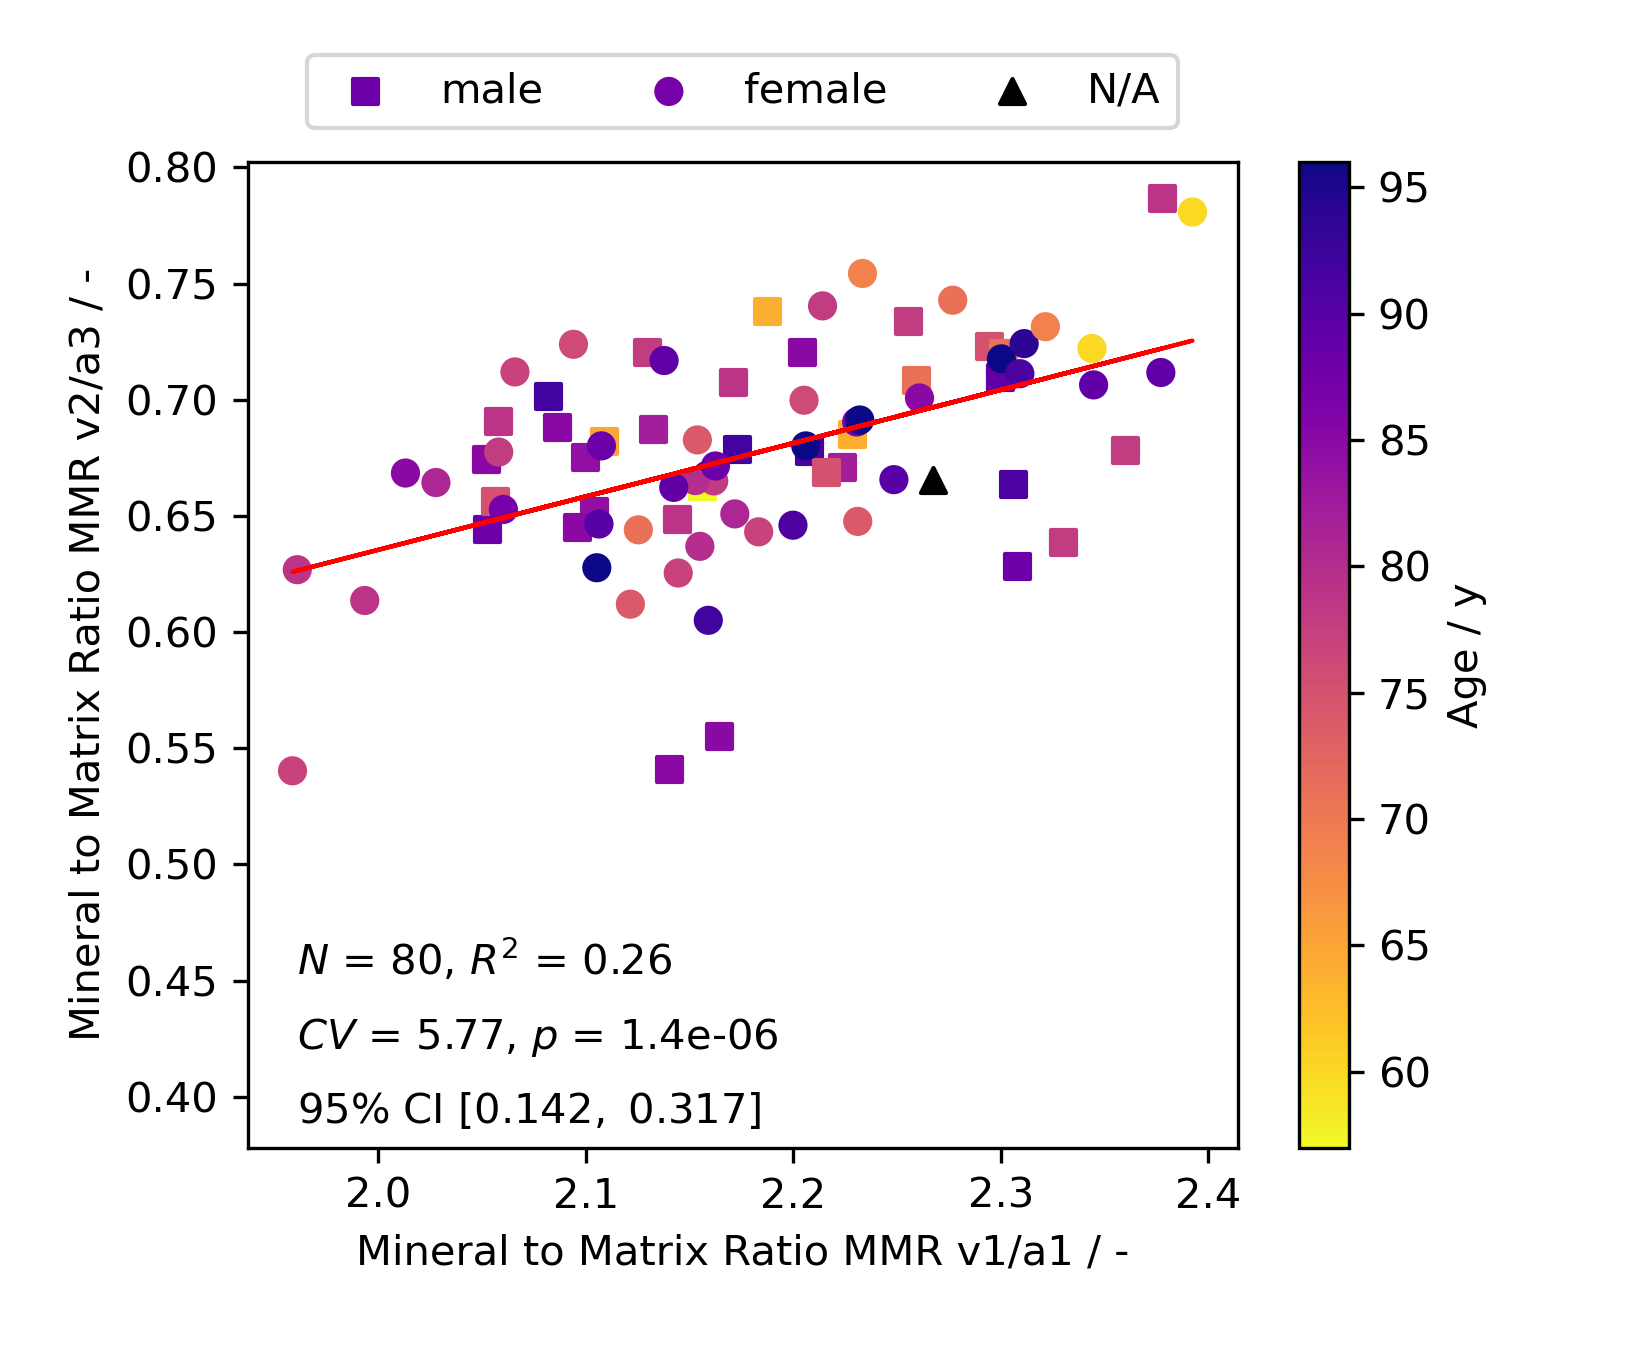 male female N/A
0.80
0.75
0.70
0.65
0.60
0.55
0.50
0.45
0.40
Mineral to Matrix Ratio MMR v2/a3 / -
N = 80, R² = 0.26
CV = 5.77, p = 1.4e-06
95% CI [0.142, 0.317]
2.0 2.1 2.2 2.3 2.4
Mineral to Matrix Ratio MMR v1/a1 / -
95
90
85
80
75
70
65
60
Age / y